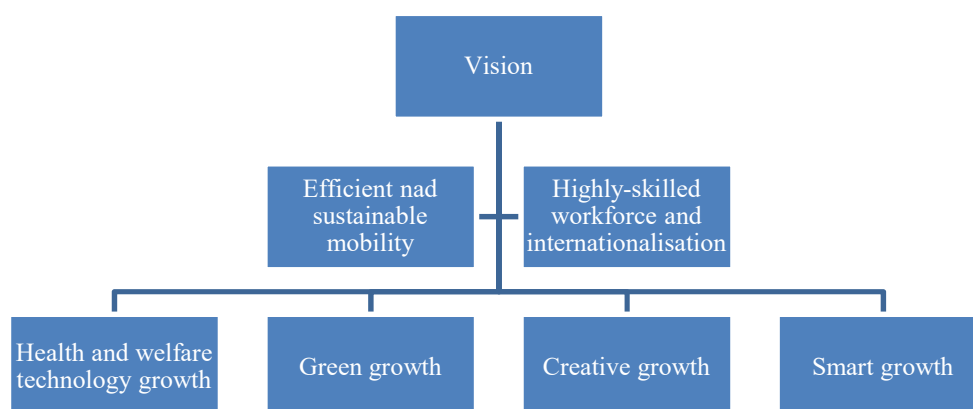 Vision
Efficient nad
sustainable
mobility
Highly-skilled
workforce and
internationalisation
Health and welfare
technology growth
Green growth
Creative growth
Smart growth